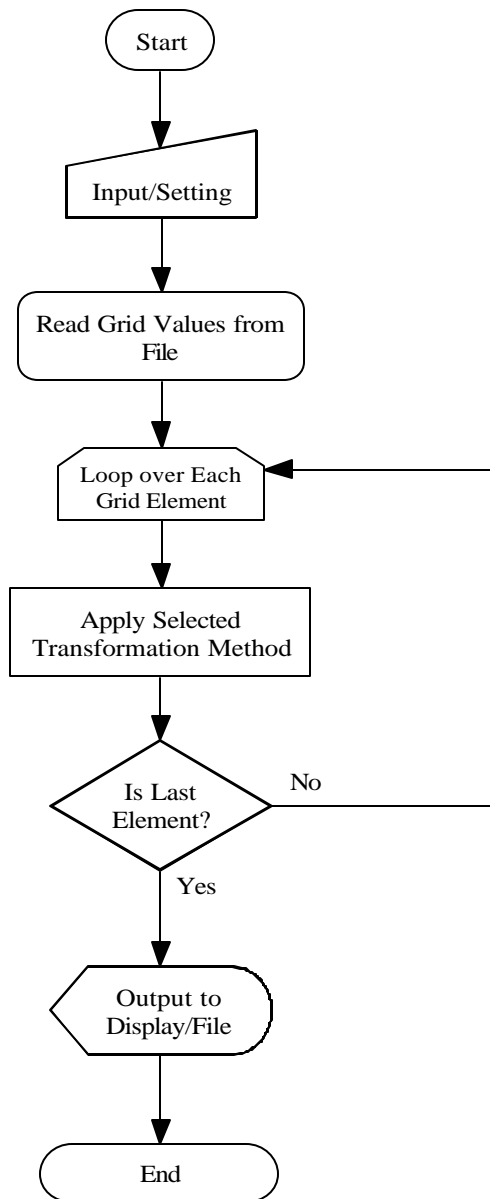 Start
Input/Setting
Read Grid Values from
File
Loop over Each
Grid Element
Apply Selected
Transformation Method
Is Last
Element?
No
Yes
Output to
Display/File
End